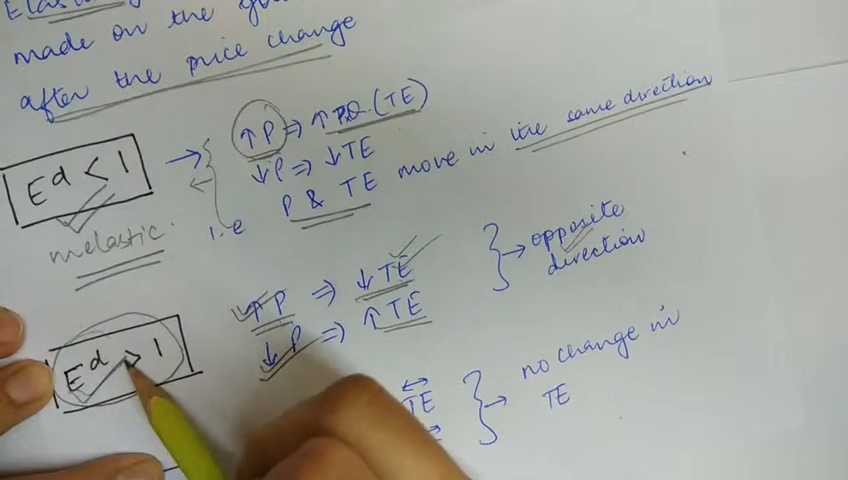 made on the
after the price change
Ed < 1
↑P ⇒ ↑ P.Q. (TE)
↓P ⇒ ↓ TE
i.e P & TE move in the same direction
inelastic
↑P ⇒ ↓ TE
↓P ⇒ ↑ TE
opposite
direction
Ed > 1
TE
no change in
TE